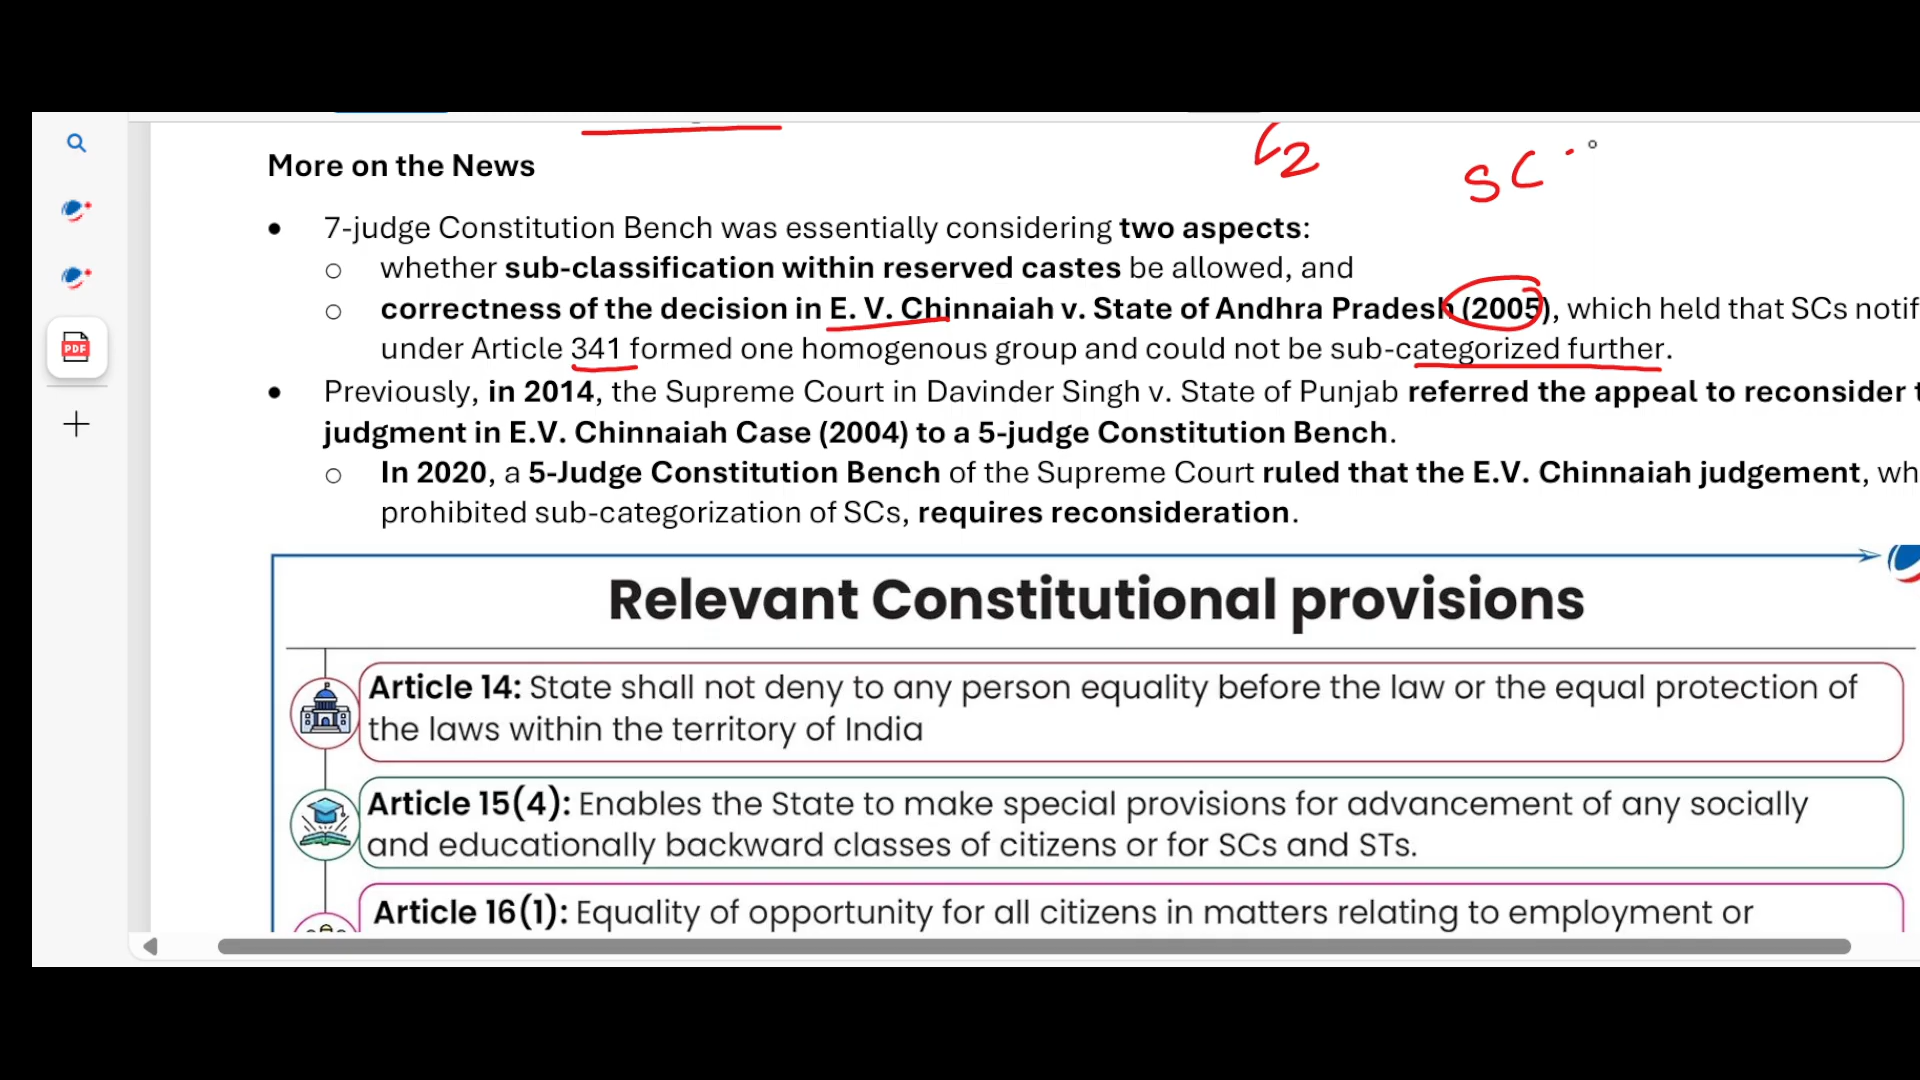 L2
SC
More on the News
• 7-judge Constitution Bench was essentially considering two aspects:
○ whether sub-classification within reserved castes be allowed, and
○ correctness of the decision in E. V. Chinnaiah v. State of Andhra Pradesh (2005), which held that SCs notif
under Article 341 formed one homogenous group and could not be sub-categorized further.
• Previously, in 2014, the Supreme Court in Davinder Singh v. State of Punjab referred the appeal to reconsider t
judgment in E.V. Chinnaiah Case (2004) to a 5-judge Constitution Bench.
○ In 2020, a 5-Judge Constitution Bench of the Supreme Court ruled that the E.V. Chinnaiah judgement, wh
prohibited sub-categorization of SCs, requires reconsideration.
Relevant Constitutional provisions
Article 14: State shall not deny to any person equality before the law or the equal protection of
the laws within the territory of India
Article 15(4): Enables the State to make special provisions for advancement of any socially
and educationally backward classes of citizens or for SCs and STs.
Article 16(1): Equality of opportunity for all citizens in matters relating to employment or
PDF